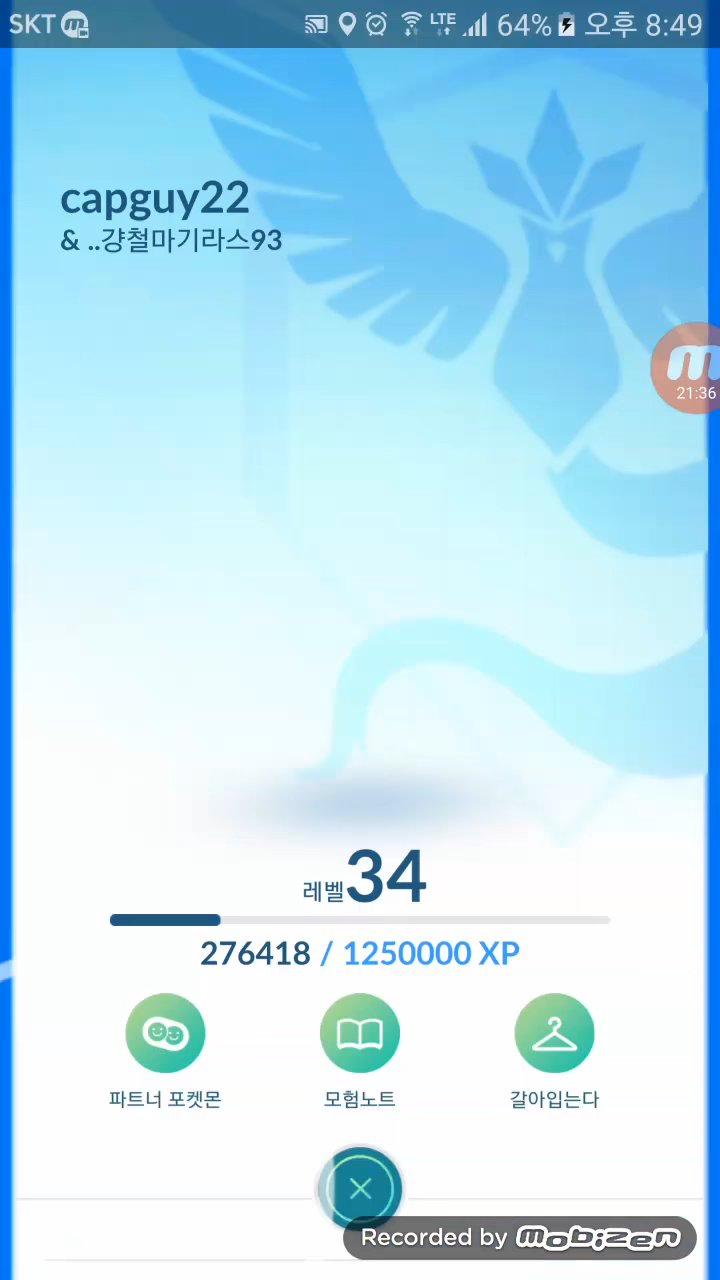 SKT LTE 64% 오후 8:49
capguy22
& ..걍철마기라스93
21:36
레벨34
276418 / 1250000 XP
파트너 포켓몬 모험노트 갈아입는다
Recorded by mobizen